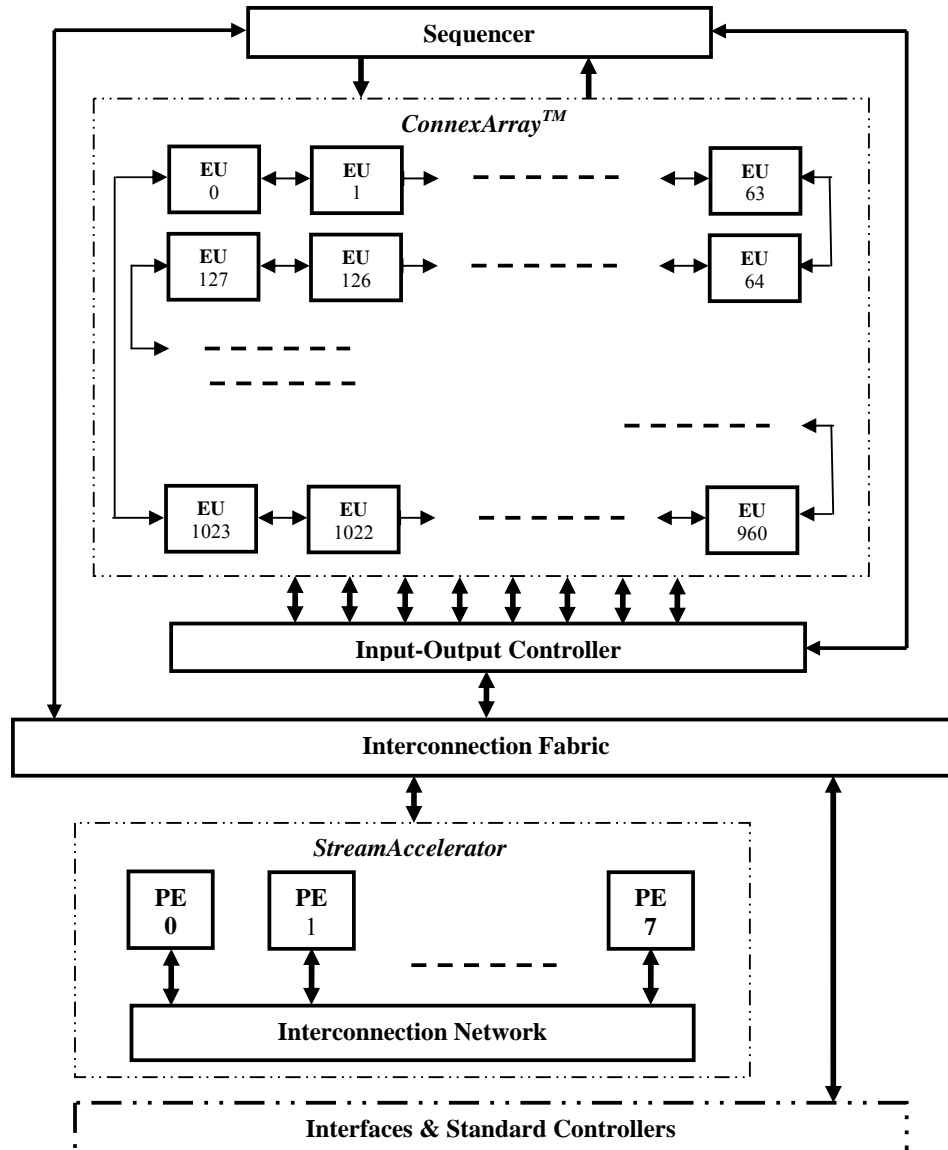 Sequencer
ConnexArray™
EU
0
EU
1
EU
63
EU
127
EU
126
EU
64
EU
1023
EU
1022
EU
960
Input-Output Controller
Interconnection Fabric
StreamAccelerator
PE
0
PE
1
PE
7
Interconnection Network
Interfaces & Standard Controllers